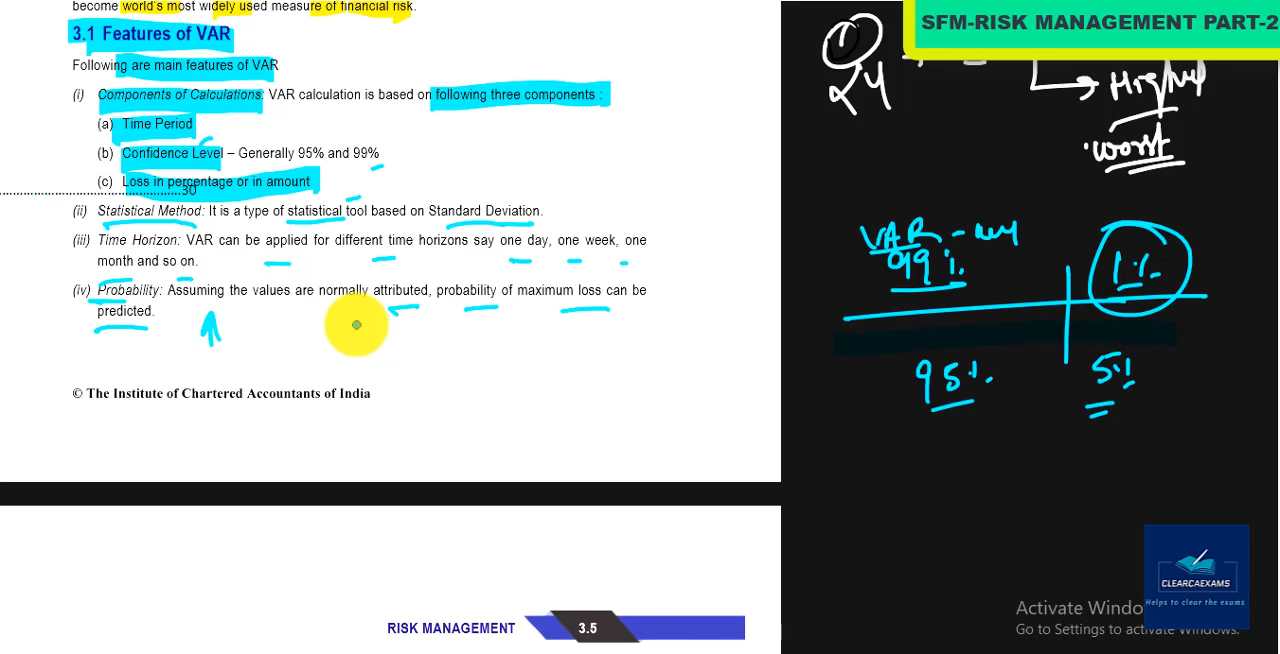 become world's most widely used measure of financial risk.
3.1 Features of VAR
Following are main features of VAR
(i) Components of Calculations: VAR calculation is based on following three components :
(a) Time Period
(b) Confidence Level – Generally 95% and 99%
(c) Loss in percentage or in amount
30
(ii) Statistical Method: It is a type of statistical tool based on Standard Deviation.
(iii) Time Horizon: VAR can be applied for different time horizons say one day, one week, one
month and so on.
(iv) Probability: Assuming the values are normally attributed, probability of maximum loss can be
predicted.
© The Institute of Chartered Accountants of India
RISK MANAGEMENT 3.5
SFM-RISK MANAGEMENT PART-2
24
Higher
worst
VAR -
99 %
1%
95%
5%
CLEARCAEXAMS
Helps to clear the exams
Activate Windo
Go to Settings to activate Windows.